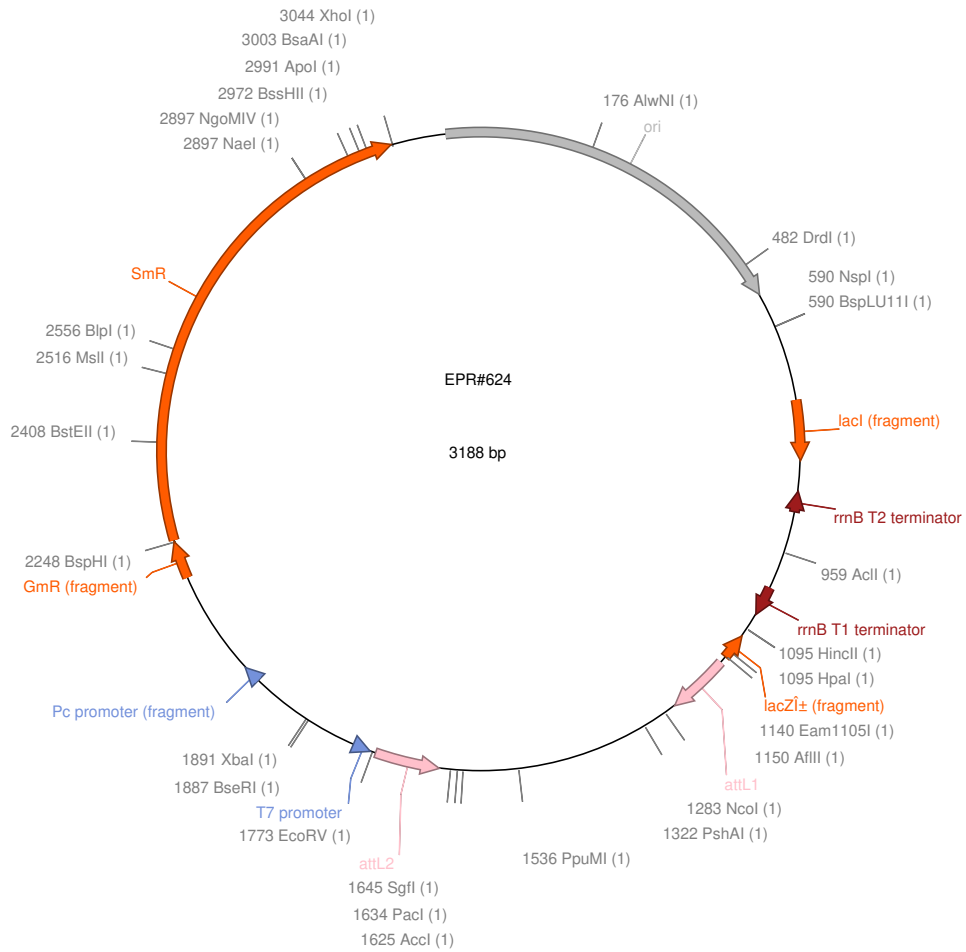 3044 XhoI (1)
3003 BsaAI (1)
2991 ApoI (1)
2972 BssHII (1)
2897 NgoMIV (1)
2897 NaeI (1)
176 AlwNI (1)
ori
482 DrdI (1)
590 NspI (1)
590 BspLU11I (1)
SmR
2556 BlpI (1)
2516 MslI (1)
EPR#624
lacI (fragment)
2408 BstEII (1)
3188 bp
rrnB T2 terminator
2248 BspHI (1)
959 AclI (1)
GmR (fragment)
rrnB T1 terminator
1095 HincII (1)
1095 HpaI (1)
Pc promoter (fragment)
lacZÎ± (fragment)
1140 Eam1105I (1)
1891 XbaI (1)
1150 AflII (1)
1887 BseRI (1)
attL1
T7 promoter
1283 NcoI (1)
1773 EcoRV (1)
1322 PshAI (1)
attL2
1536 PpuMI (1)
1645 SgfI (1)
1634 PacI (1)
1625 AccI (1)